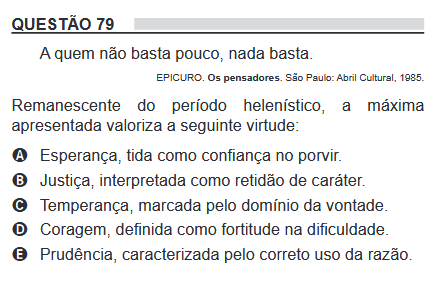 QUESTÃO 79
A quem não basta pouco, nada basta.
EPICURO. Os pensadores. São Paulo: Abril Cultural, 1985.
Remanescente do período helenístico, a máxima
apresentada valoriza a seguinte virtude:
A Esperança, tida como confiança no porvir.
B Justiça, interpretada como retidão de caráter.
C Temperança, marcada pelo domínio da vontade.
D Coragem, definida como fortitude na dificuldade.
E Prudência, caracterizada pelo correto uso da razão.